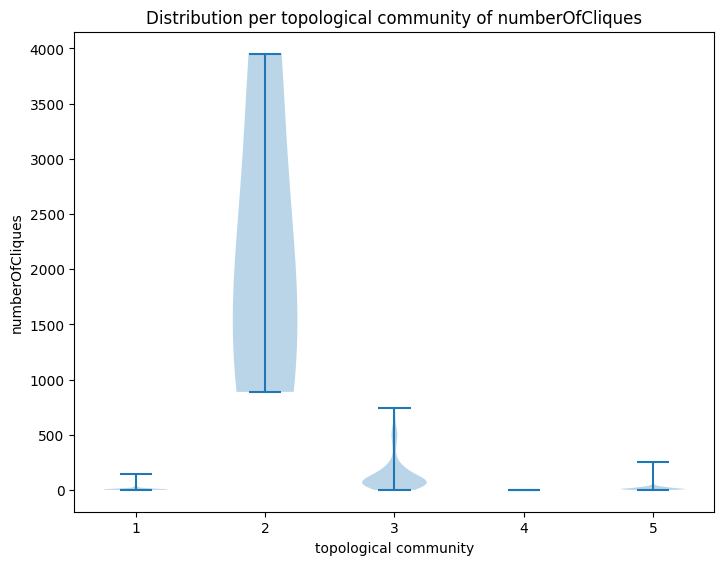 Distribution per topological community of numberOfCliques
4000
3500
3000
2500
2000
1500
1000
500
0
numberOfCliques
1 2 3 4 5
topological community